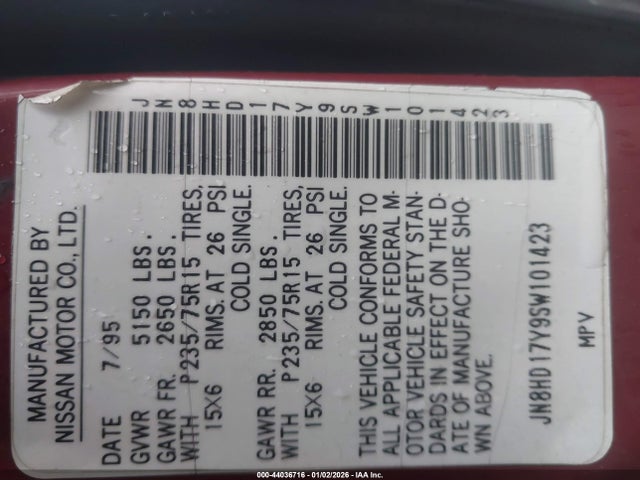 JN8HD17Y9SW101423
MANUFACTURED BY
NISSAN MOTOR CO., LTD.
DATE 7/95
GVWR 5150 LBS.
GAWR FR. 2650 LBS.
WITH P235/75R15 TIRES,
15X6 RIMS. AT 26 PSI
COLD SINGLE.
GAWR RR. 2850 LBS.
WITH P235/75R15 TIRES,
15X6 RIMS. AT 26 PSI
COLD SINGLE.
THIS VEHICLE CONFORMS TO
ALL APPLICABLE FEDERAL M-
OTOR VEHICLE SAFETY STAN-
DARDS IN EFFECT ON THE D-
ATE OF MANUFACTURE SHO-
WN ABOVE.
JN8HD17Y9SW101423
MPV
000-44036716 - 01/02/2026 - IAA Inc.